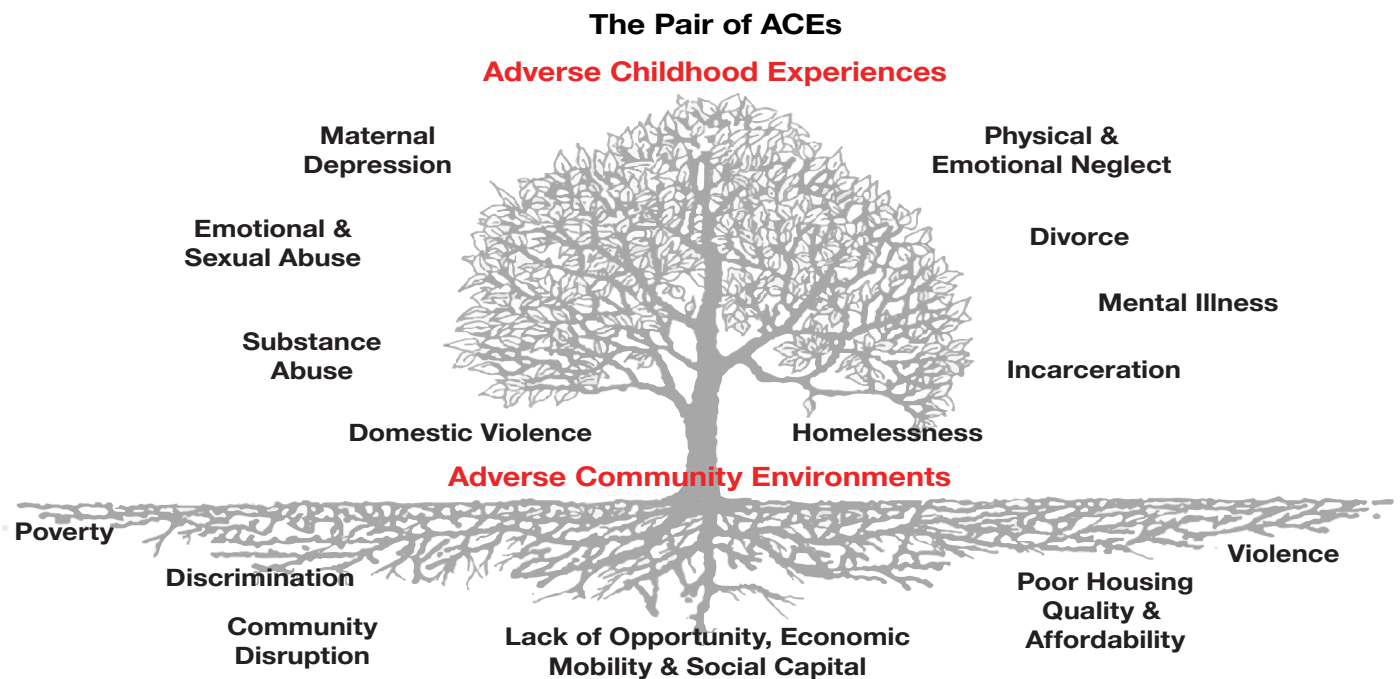 The Pair of ACEs
Adverse Childhood Experiences
Maternal
Depression
Physical &
Emotional Neglect
Emotional &
Sexual Abuse
Divorce
Mental Illness
Substance
Abuse
Incarceration
Domestic Violence
Homelessness
Adverse Community Environments
Poverty
Violence
Discrimination
Poor Housing
Quality &
Affordability
Community
Disruption
Lack of Opportunity, Economic
Mobility & Social Capital